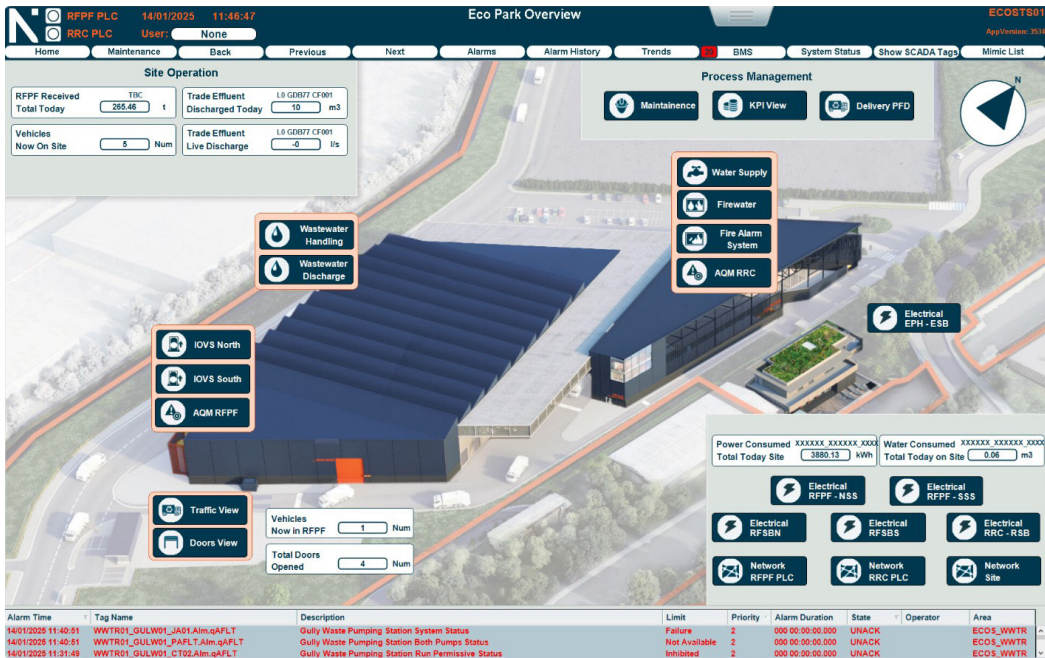 RFPF PLC 14/01/2025 11:46:47 Eco Park Overview ECOSTS01
RRC PLC User: None AppVersion: 3534
Home Maintenance Back Previous Next Alarms Alarm History Trends 20 BMS System Status Show SCADA Tags Mimic List
Site Operation
RFPF Received TBC
Total Today 265.46 t
Trade Effluent L0 GDB77 CF001
Discharged Today 10 m3
Vehicles
Now On Site 5 Num
Trade Effluent L0 GDB77 CF001
Live Discharge -0 l/s
Process Management
Maintainence KPI View Delivery PFD
N
Water Supply
Firewater
Fire Alarm
System
AQM RRC
Wastewater
Handling
Wastewater
Discharge
Electrical
EPH - ESB
IOVS North
IOVS South
AQM RFPF
Power Consumed XXXXXX_XXXXXX_XXXX
Total Today Site 3880.13 kWh
Water Consumed XXXXXX_XXXXXX_XXXX
Total Today on Site 0.06 m3
Electrical
RFPF - NSS
Electrical
RFPF - SSS
Electrical
RFSBN
Electrical
RFSBS
Electrical
RRC - RSB
Network
RFPF PLC
Network
RRC PLC
Network
Site
Traffic View
Doors View
Vehicles
Now in RFPF 1 Num
Total Doors
Opened 4 Num
Alarm Time Tag Name Description Limit Priority Alarm Duration State Operator Area
14/01/2025 11:40:51 WWTR01_GULW01_JA01.Alm.qAFLT Gully Waste Pumping Station System Status Failure 2 000 00:00:00.000 UNACK ECOS_WWTR
14/01/2025 11:40:51 WWTR01_GULW01_PAFLT.Alm.qAFLT Gully Waste Pumping Station Both Pumps Status Not Available 2 000 00:00:00.000 UNACK ECOS_WWTR
14/01/2025 11:31:49 WWTR01_GULW01_CT02.Alm.qAFLT Gully Waste Pumping Station Run Permissive Status Inhibited 2 000 00:00:00.000 UNACK ECOS_WWTR